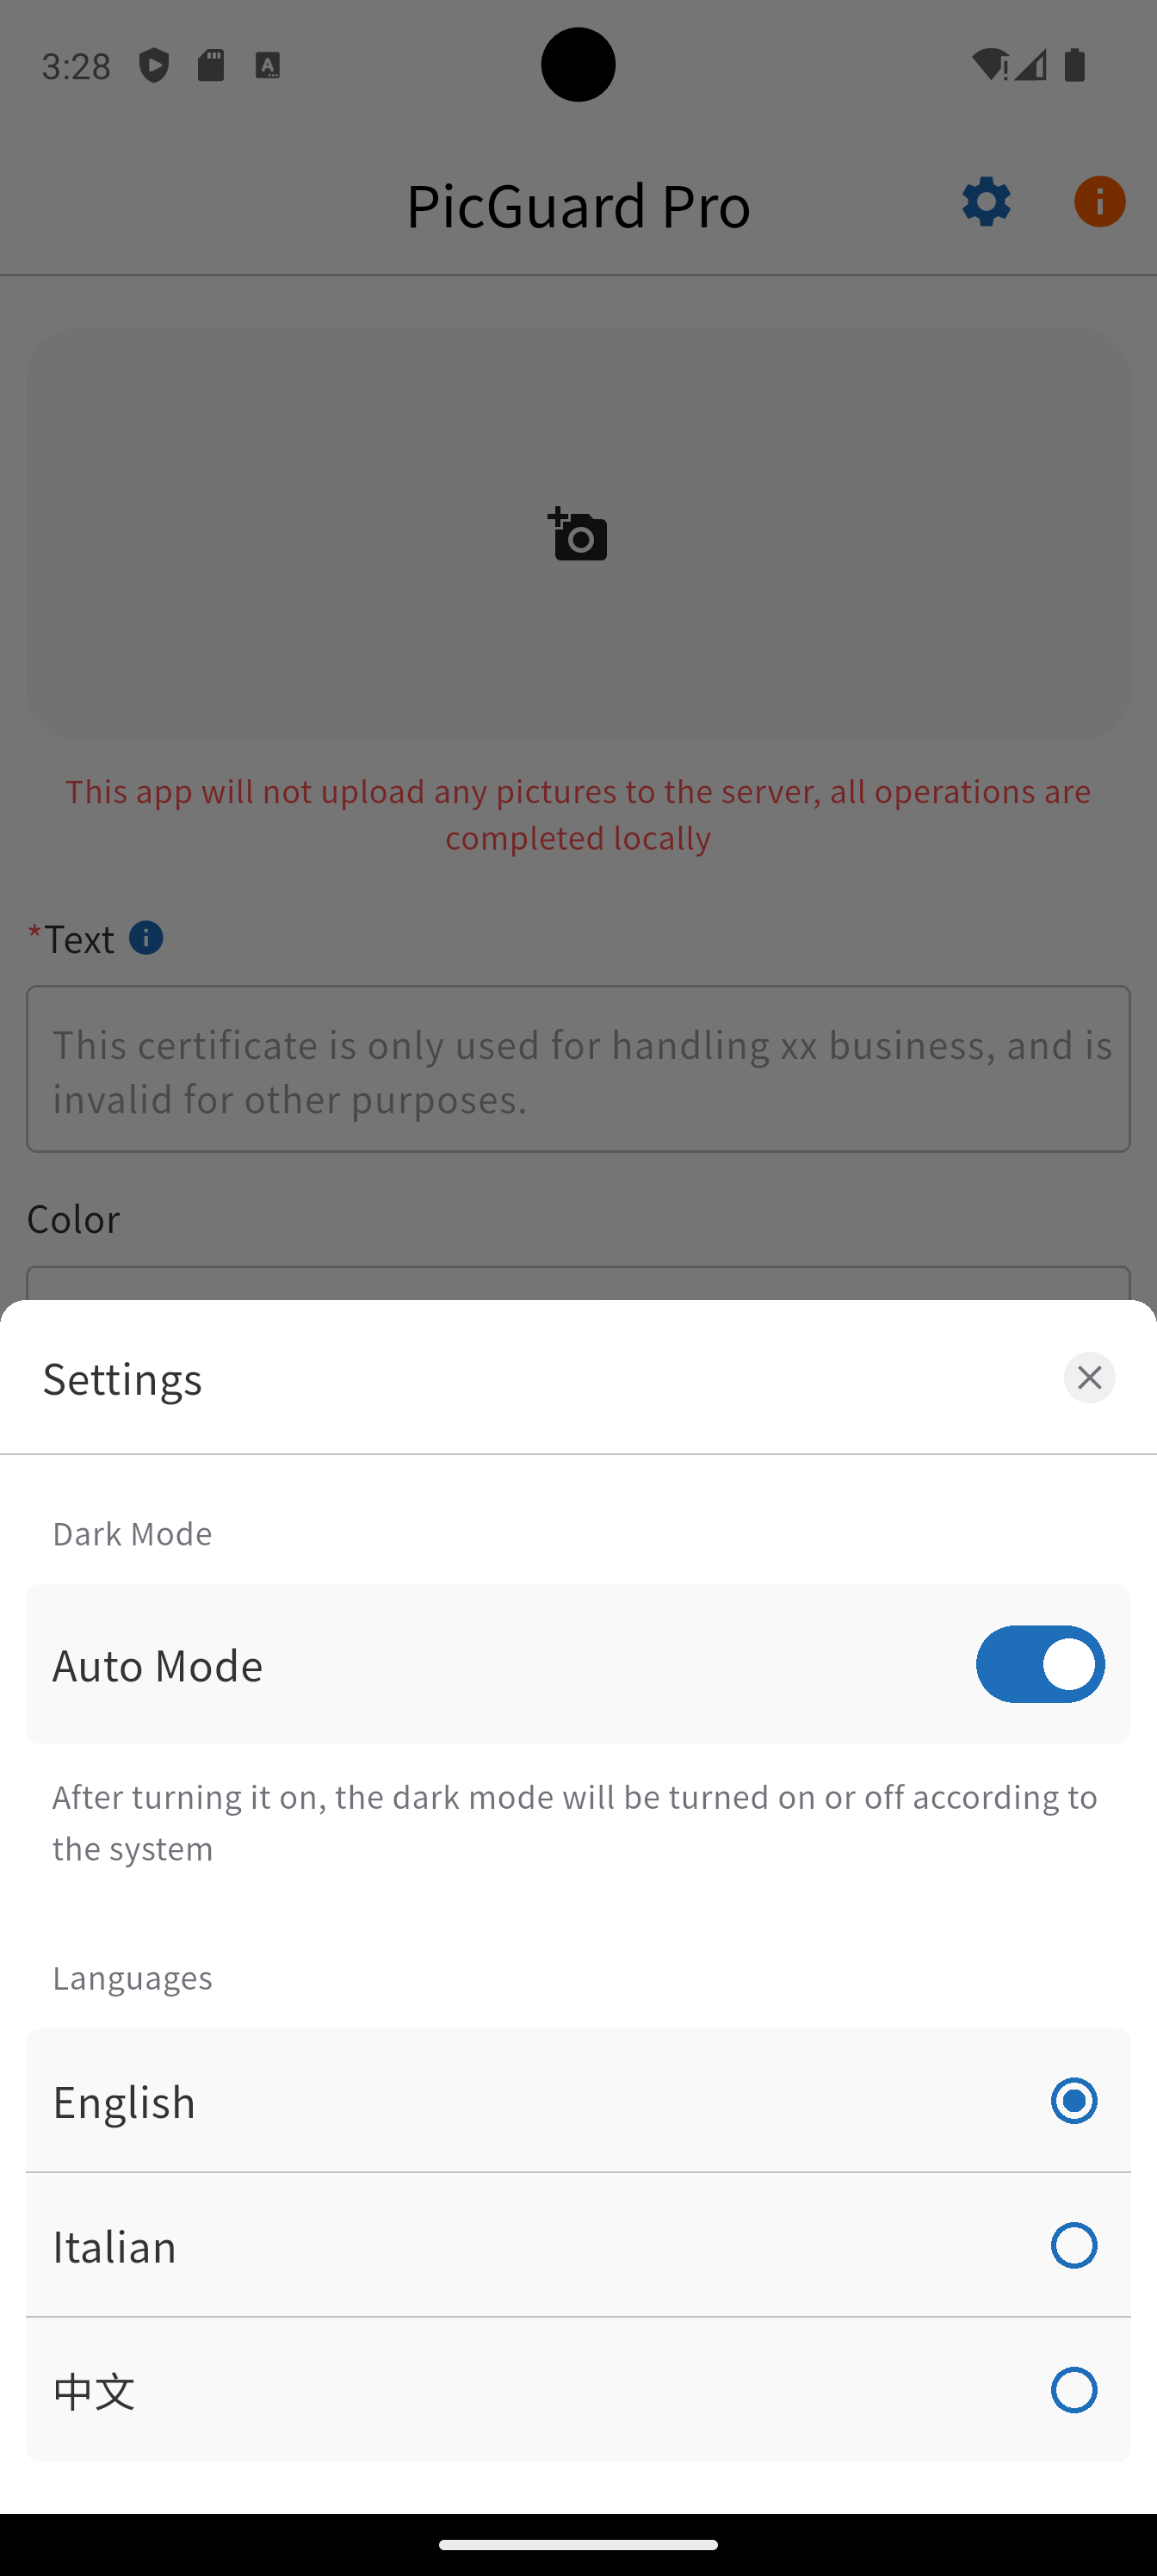 3:28
PicGuard Pro
This app will not upload any pictures to the server, all operations are
completed locally
*Text
This certificate is only used for handling xx business, and is
invalid for other purposes.
Color
Settings
Dark Mode
Auto Mode
After turning it on, the dark mode will be turned on or off according to
the system
Languages
English
Italian
中文